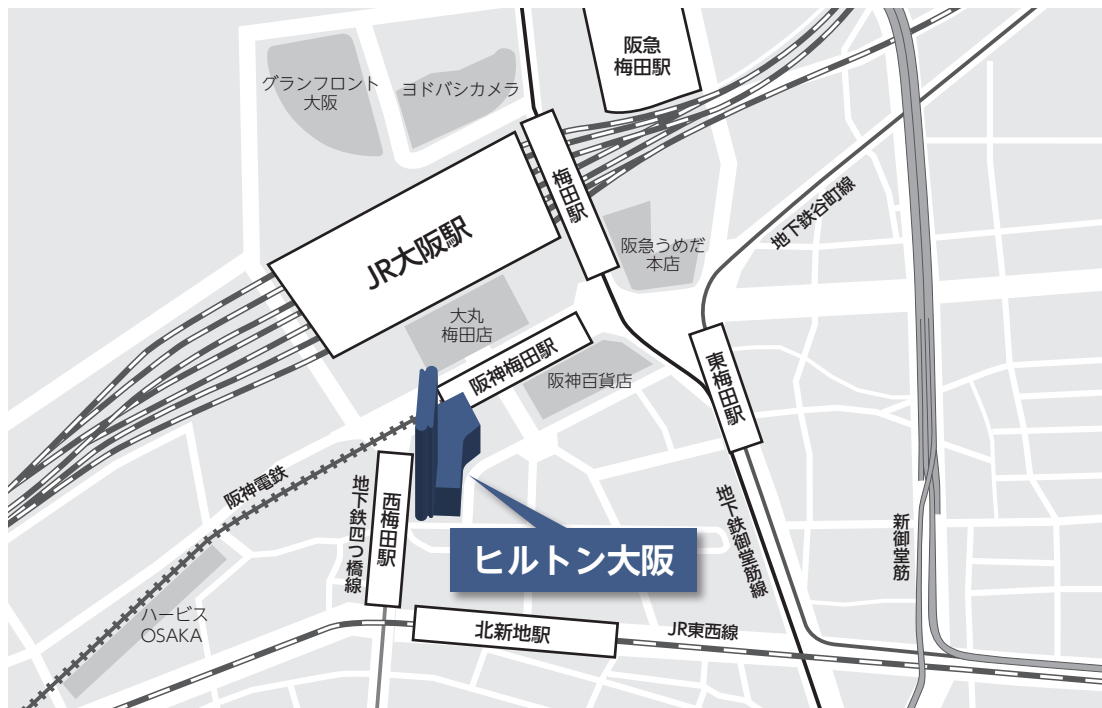 阪急
梅田駅
グランフロント
大阪
ヨドバシカメラ
梅田駅
JR大阪駅
阪急うめだ
本店
地下鉄谷町線
大丸
梅田店
阪神梅田駅
阪神百貨店
東梅田駅
阪神電鉄
地下鉄四つ橋線
西梅田駅
ヒルトン大阪
地下鉄御堂筋線
新御堂筋
ハービス
OSAKA
北新地駅
JR東西線